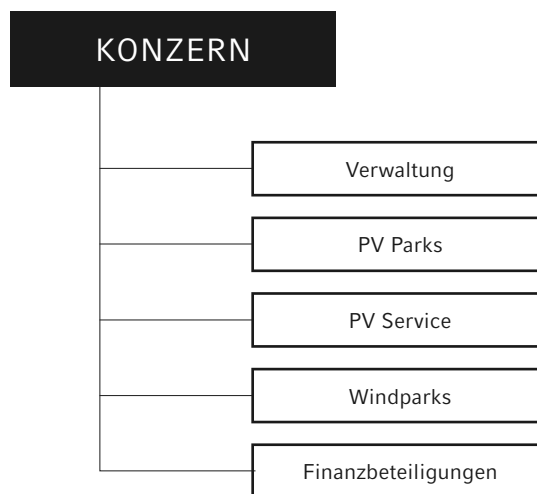 KONZERN
Verwaltung
PV Parks
PV Service
Windparks
Finanzbeteiligungen